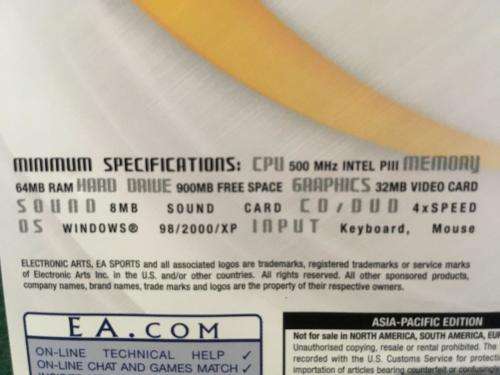 MINIMUM SPECIFICATIONS: CPU 500 MHz INTEL PIII MEMORY
64MB RAM HARD DRIVE 900MB FREE SPACE GRAPHICS 32MB VIDEO CARD
SOUND 8MB SOUND CARD CD/DVD 4xSPEED
OS WINDOWS® 98/2000/XP INPUT Keyboard, Mouse
ELECTRONIC ARTS, EA SPORTS and all associated logos are trademarks, registered trademarks or service marks
of Electronic Arts Inc. in the U.S. and/or other countries. All rights reserved. All other sponsored products,
company names, brand names, trade marks and logos are the property of their respective owners.
EA.COM
ON-LINE TECHNICAL HELP ✓
ON-LINE CHAT AND GAMES MATCH ✓
ASIA-PACIFIC EDITION
Not for sale in NORTH AMERICA, SOUTH AMERICA,
Unauthorised copying, resale or rental prohibited. The
recorded with the U.S. Customs Service for
importation of articles bearing counterfeit or